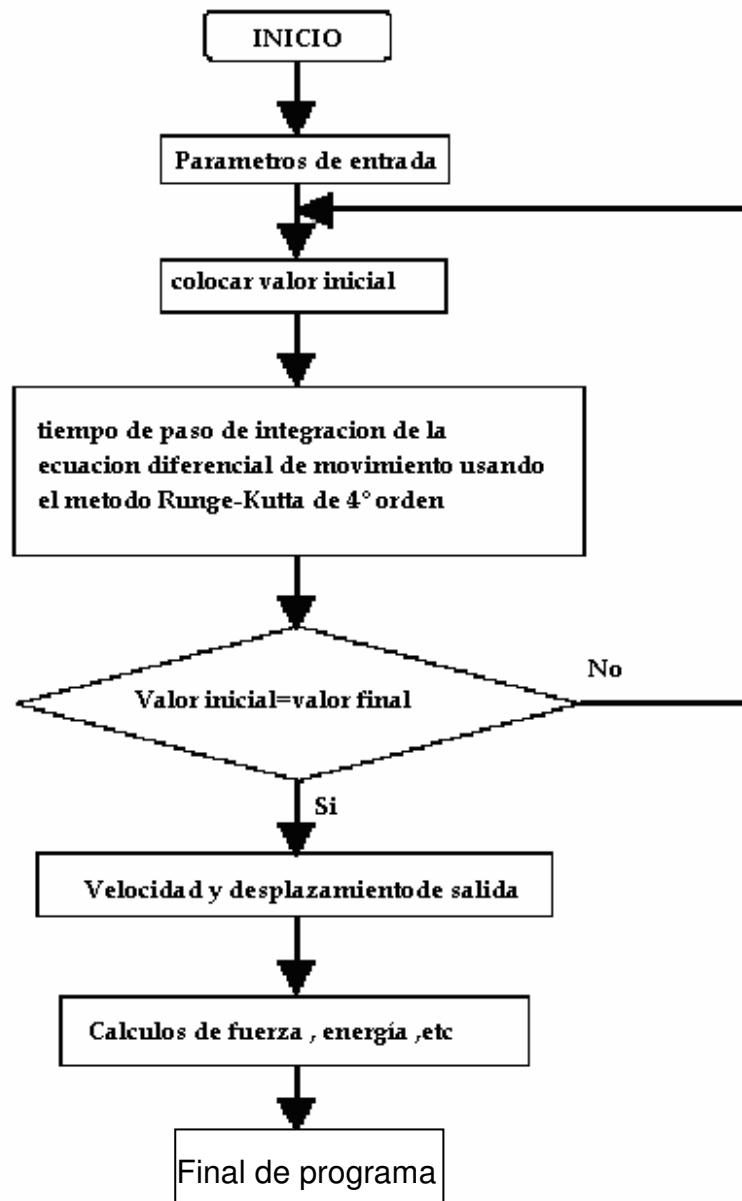 INICIO
Parametros de entrada
colocar valor inicial
tiempo de paso de integracion de la
ecuacion diferencial de movimiento usando
el metodo Runge-Kutta de 4° orden
Valor inicial=valor final
No
Si
Velocidad y desplazamiento de salida
Calculos de fuerza , energía ,etc
Final de programa